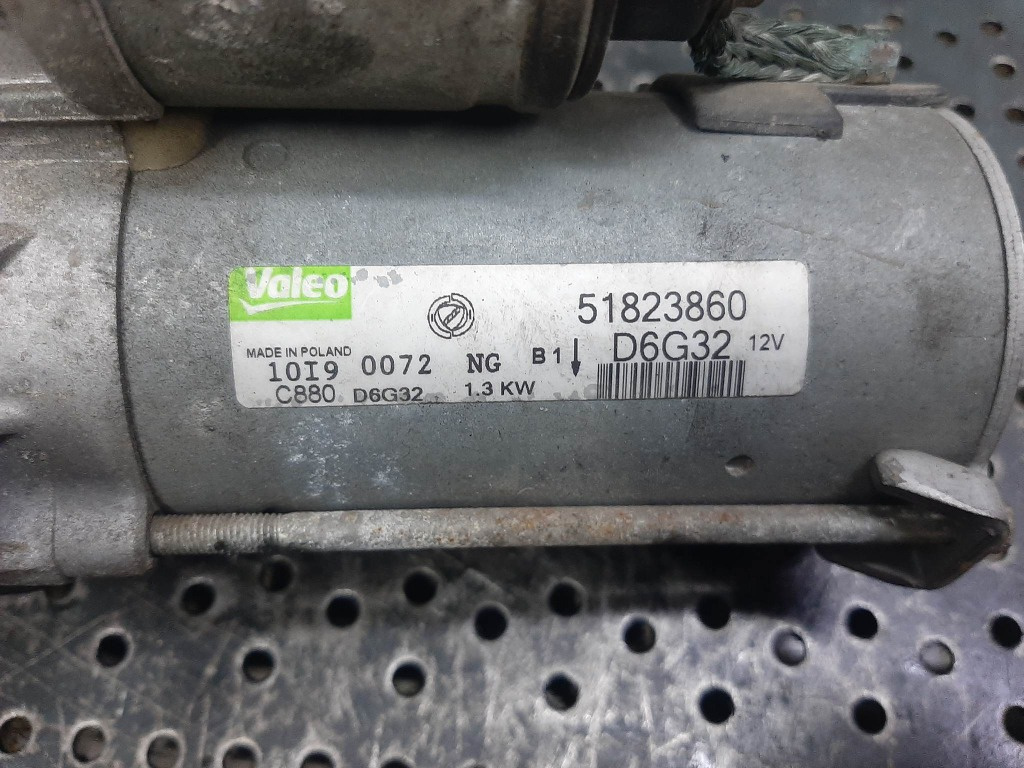 Valeo
51823860
MADE IN POLAND
D6G32 12V
10I9 0072 NG B1↓
C880 D6G32 1.3 KW